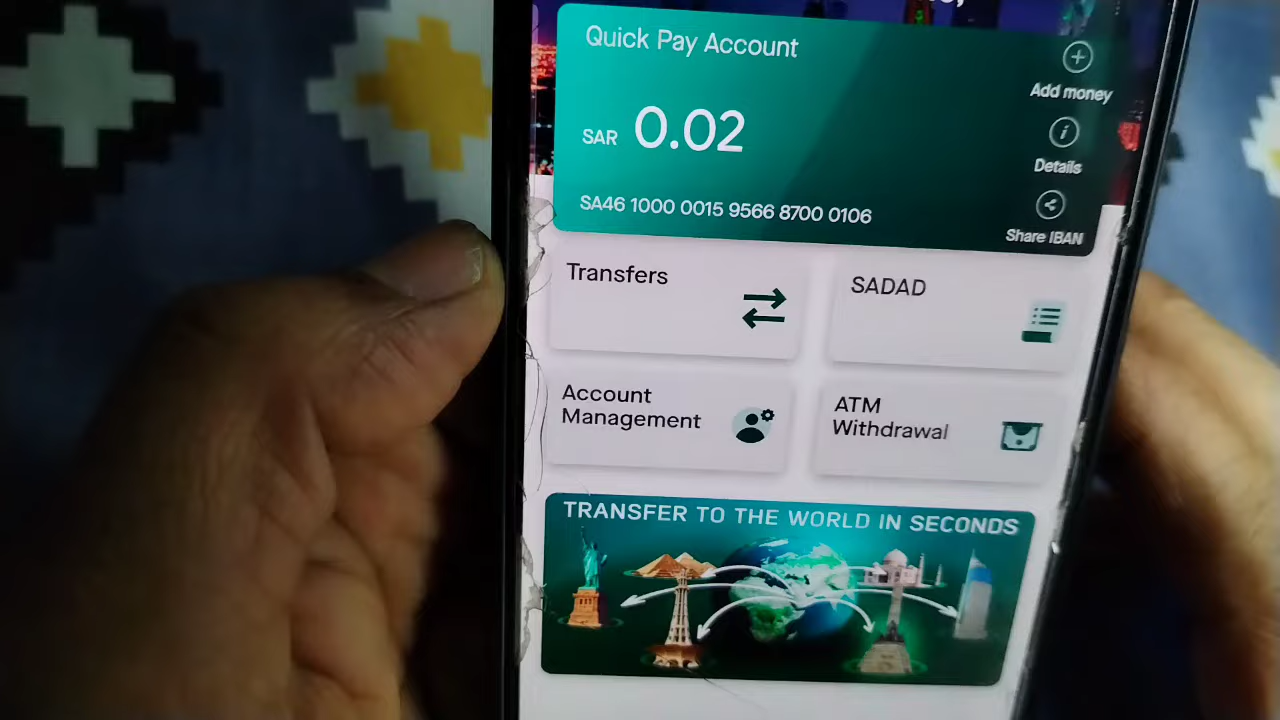 Quick Pay Account
SAR 0.02
SA46 1000 0015 9566 8700 0106
Add money
Details
Share IBAN
Transfers
SADAD
Account
Management
ATM
Withdrawal
TRANSFER TO THE WORLD IN SECONDS